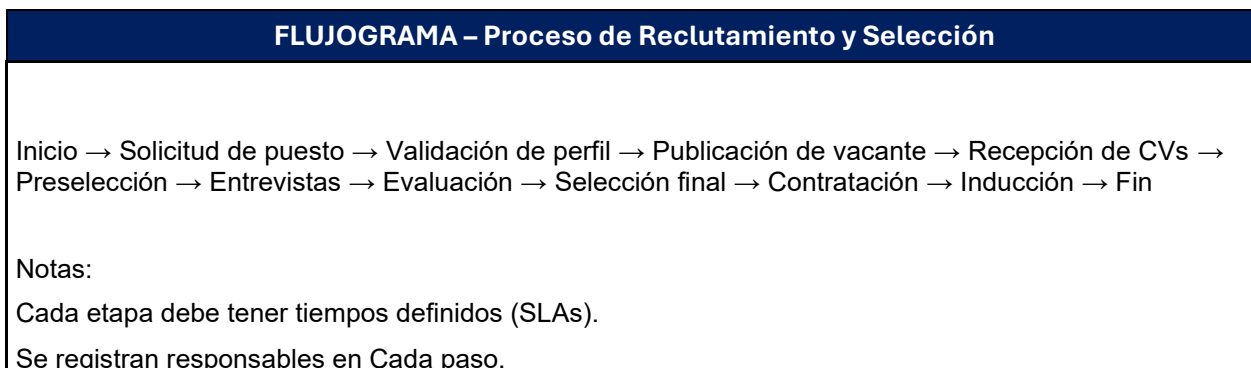 FLUJOGRAMA – Proceso de Reclutamiento y Selección
Inicio → Solicitud de puesto → Validación de perfil → Publicación de vacante → Recepción de CVs →
Preselección → Entrevistas → Evaluación → Selección final → Contratación → Inducción → Fin
Notas:
Cada etapa debe tener tiempos definidos (SLAs).
Se registran responsables en Cada paso.